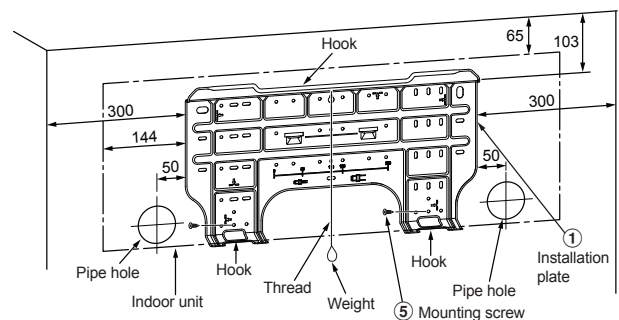 Hook
65
103
300
300
144
50
50
Pipe hole
Hook
Hook
1
Installation
plate
Indoor unit
Thread
Weight
Pipe hole
5 Mounting screw